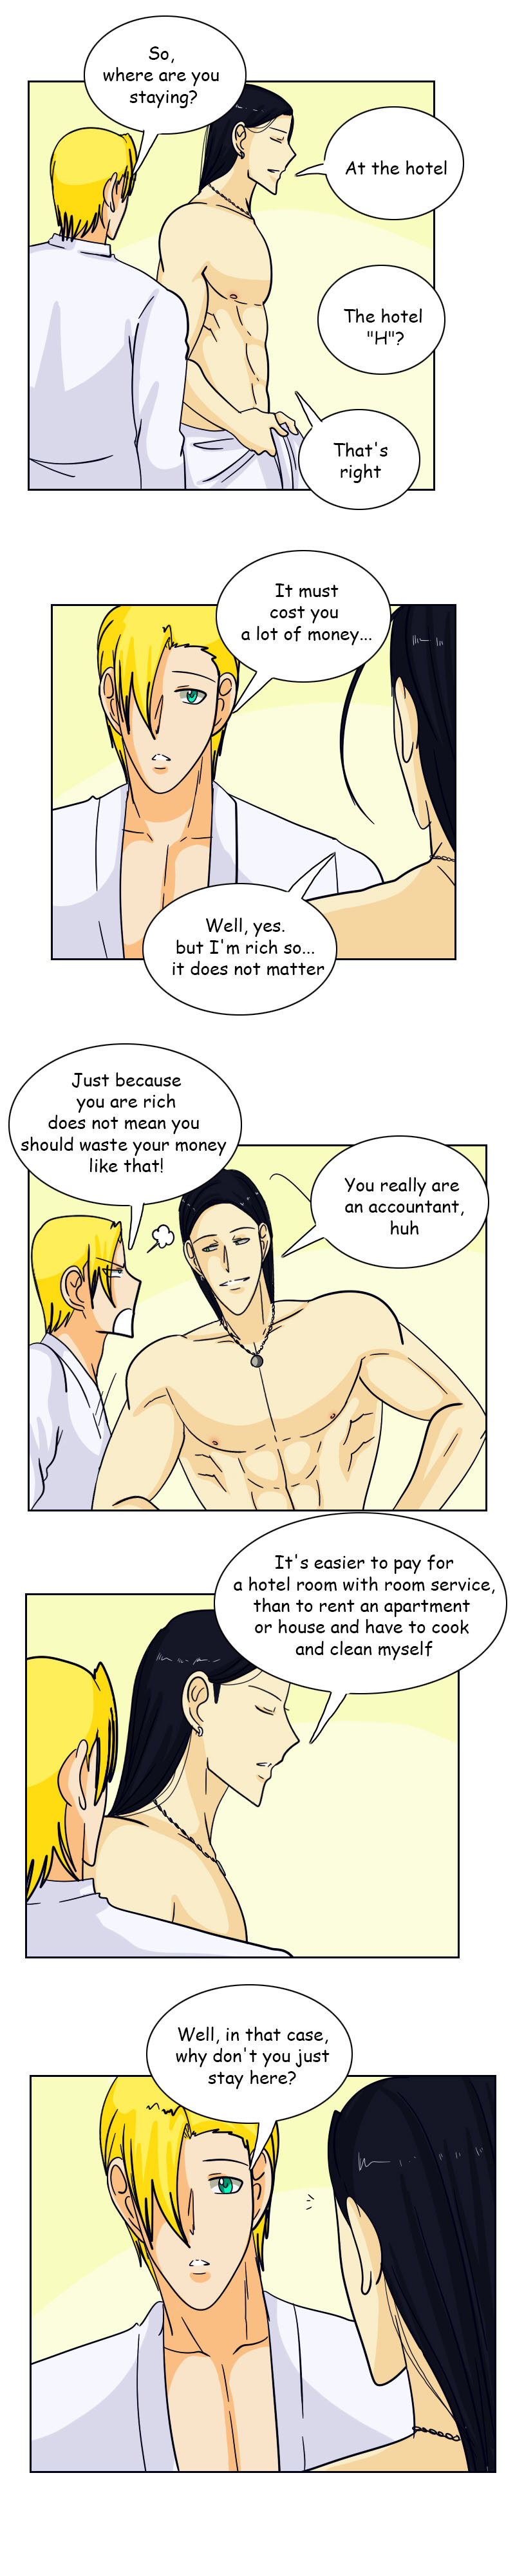 So,
where are you
staying?
At the hotel
The hotel
"H"?
That's
right
It must
cost you
a lot of money...
Well, yes.
but I'm rich so...
it does not matter
Just because
you are rich
does not mean you
should waste your money
like that!
You really are
an accountant,
huh
It's easier to pay for
a hotel room with room service,
than to rent an apartment
or house and have to cook
and clean myself
Well, in that case,
why don't you just
stay here?